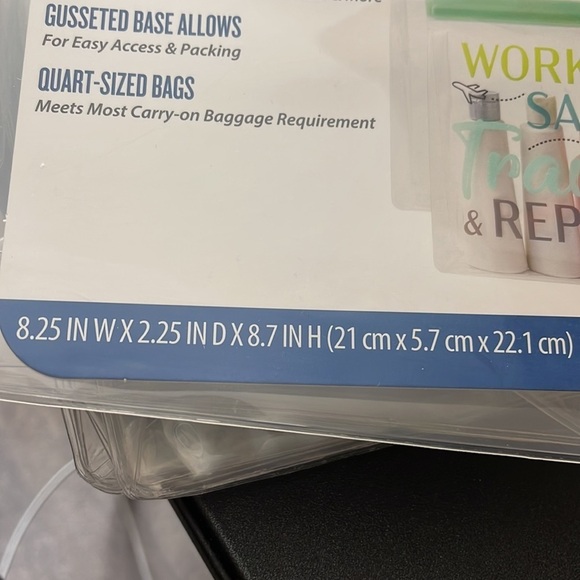 GUSSETED BASE ALLOWS
For Easy Access & Packing
QUART-SIZED BAGS
Meets Most Carry-on Baggage Requirement
WORK
SA
Tra
& REP
8.25 IN W X 2.25 IN D X 8.7 IN H (21 cm x 5.7 cm x 22.1 cm)